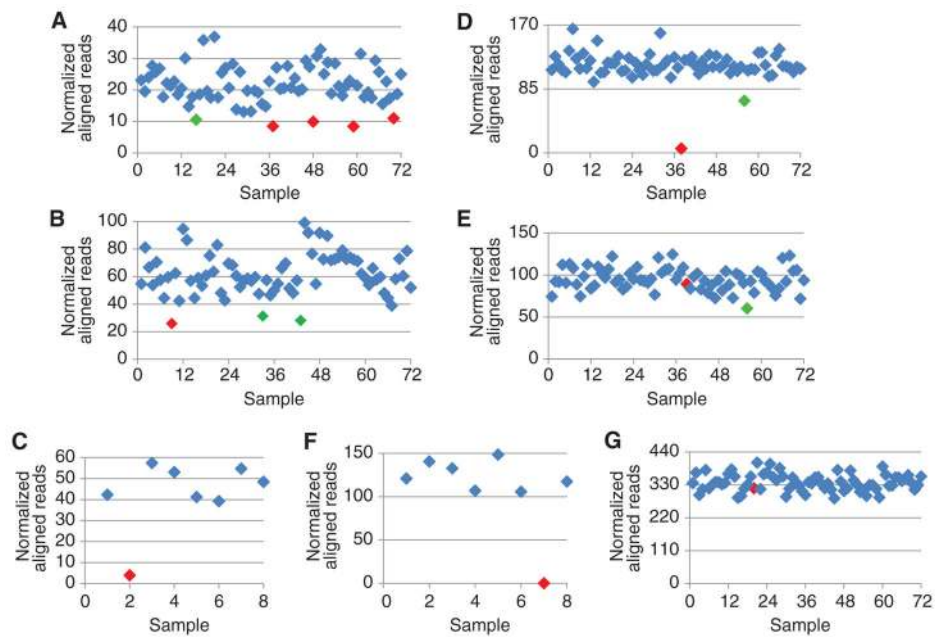 A
40
30
20
10
0
0 12 24 36 48 60 72
Normalized
aligned reads
Sample
D
170
85
0
0 12 24 36 48 60 72
Normalized
aligned reads
Sample
B
100
80
60
40
20
0
0 12 24 36 48 60 72
Normalized
aligned reads
Sample
E
150
100
50
0
0 12 24 36 48 60 72
Normalized
aligned reads
Sample
C
60
50
40
30
20
10
0
0 2 4 6 8
Normalized
aligned reads
Sample
F
150
100
50
0
0 2 4 6 8
Normalized
aligned reads
Sample
G
440
330
220
110
0
0 12 24 36 48 60 72
Normalized
aligned reads
Sample